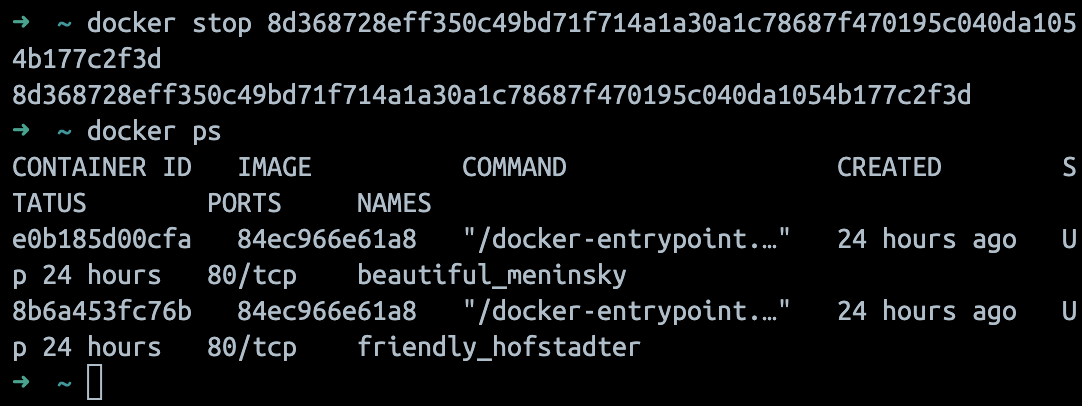 ➜  ~ docker stop 8d368728eff350c49bd71f714a1a30a1c78687f470195c040da105
4b177c2f3d
8d368728eff350c49bd71f714a1a30a1c78687f470195c040da1054b177c2f3d
➜  ~ docker ps
CONTAINER ID   IMAGE          COMMAND                  CREATED        S
TATUS        PORTS     NAMES
e0b185d00cfa   84ec966e61a8   "/docker-entrypoint.…"   24 hours ago   U
p 24 hours   80/tcp    beautiful_meninsky
8b6a453fc76b   84ec966e61a8   "/docker-entrypoint.…"   24 hours ago   U
p 24 hours   80/tcp    friendly_hofstadter
➜  ~